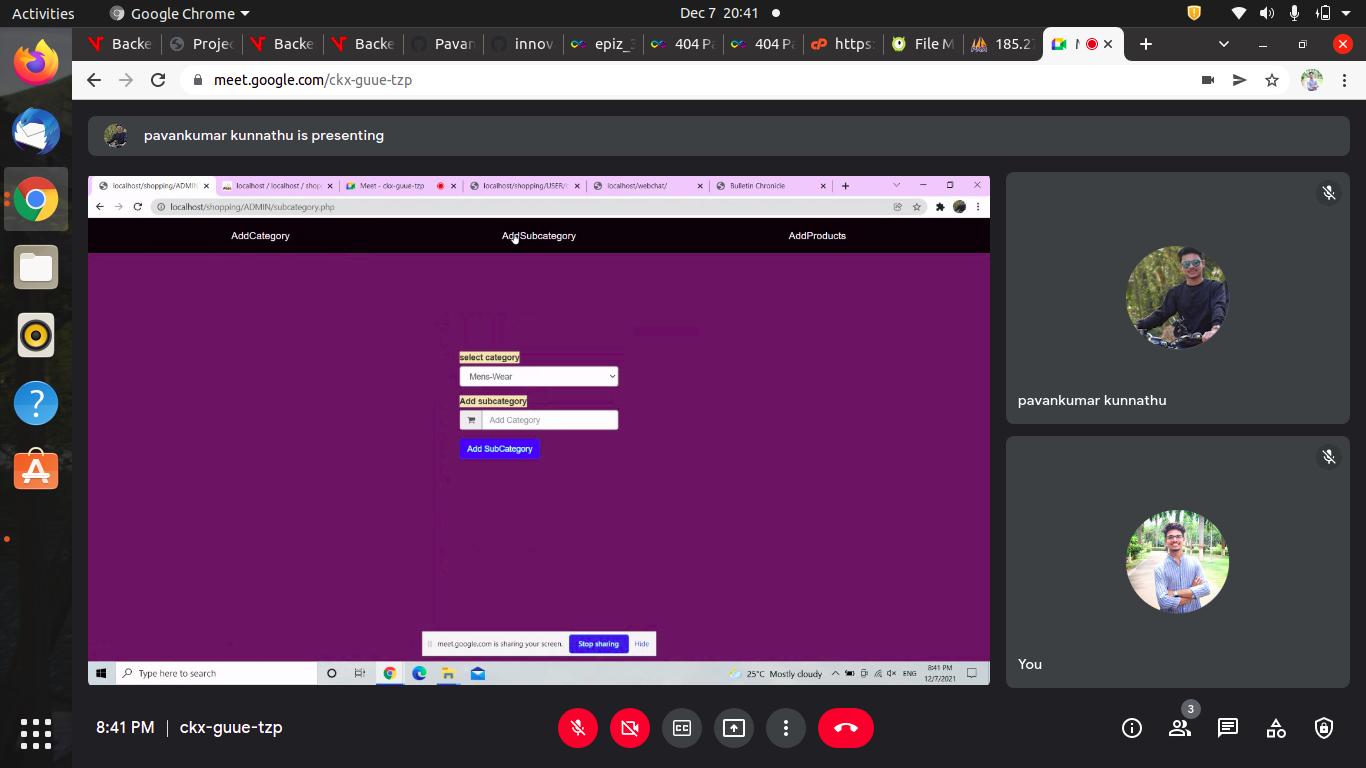 Activities
Google Chrome
Dec 7 20:41
Backe
Projec
Backe
Backe
Pavan
innov
epiz_3
404 Pa
404 Pa
https:
File M
185.27
meet.google.com/ckx-guue-tzp
pavankumar kunnathu is presenting
localhost/shopping/ADMIN
localhost / localhost / shop
Meet - ckx-guue-tzp
localhost/shopping/USER/
localhost/webchat/
Bulletin Chronicle
localhost/shopping/ADMIN/subcategory.php
AddCategory
AddSubcategory
AddProducts
select category
Mens-Wear
Add subcategory
Add Category
Add SubCategory
meet.google.com is sharing your screen.
Stop sharing
Hide
Type here to search
25°C Mostly cloudy
ENG
8:41 PM
12/7/2021
pavankumar kunnathu
You
8:41 PM
ckx-guue-tzp
3